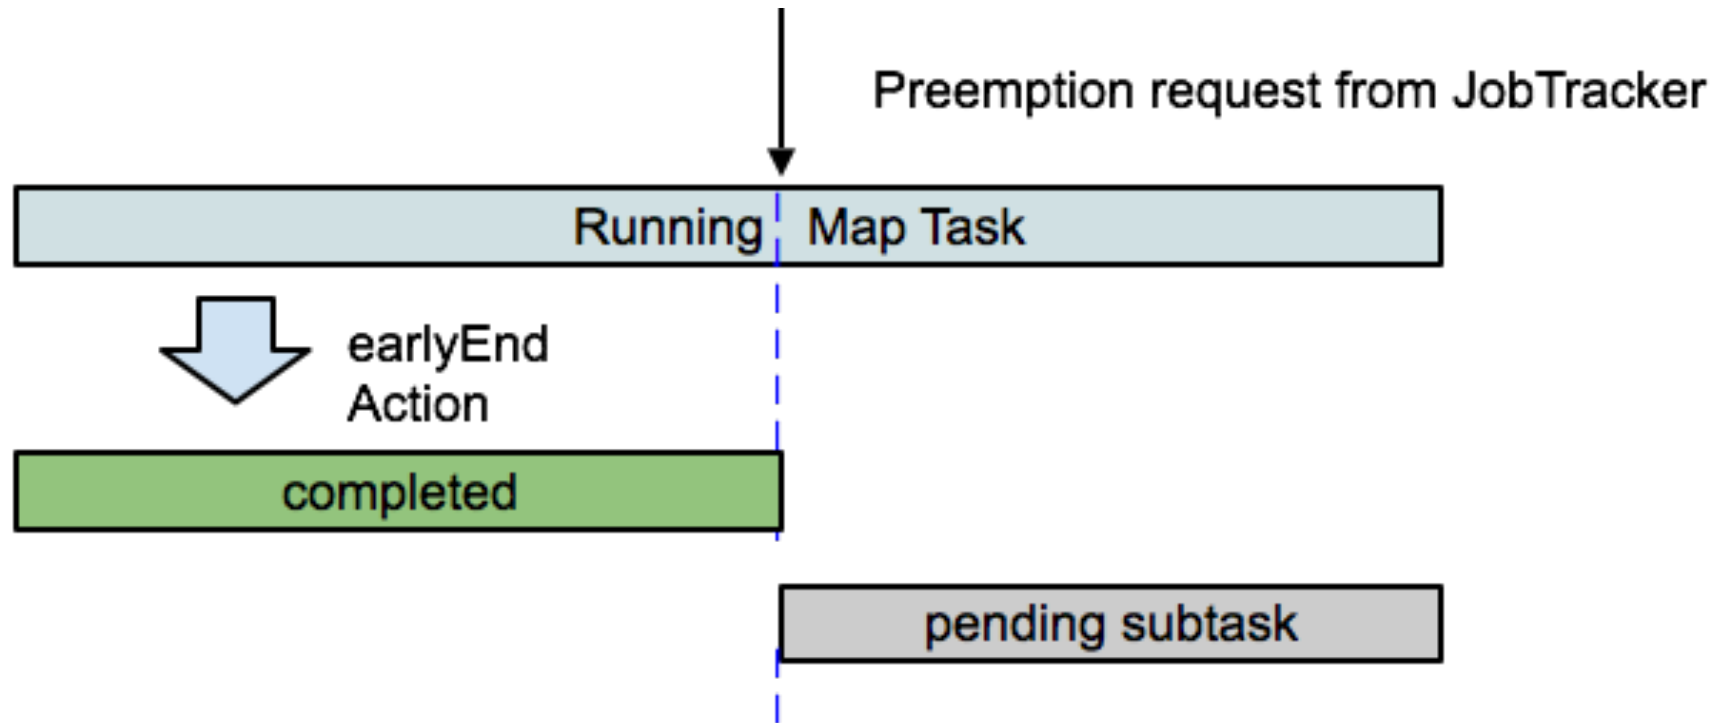 Preemption request from JobTracker
Running Map Task
earlyEnd
Action
completed
pending subtask